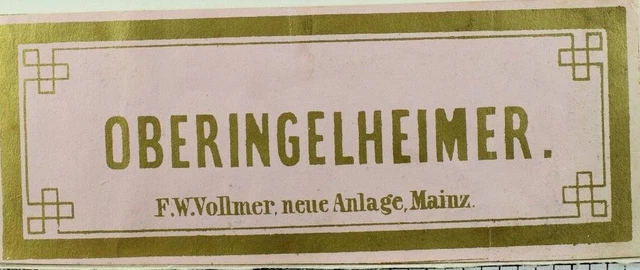 OBERINGELHEIMER.
F.W.Vollmer, neue Anlage, Mainz.